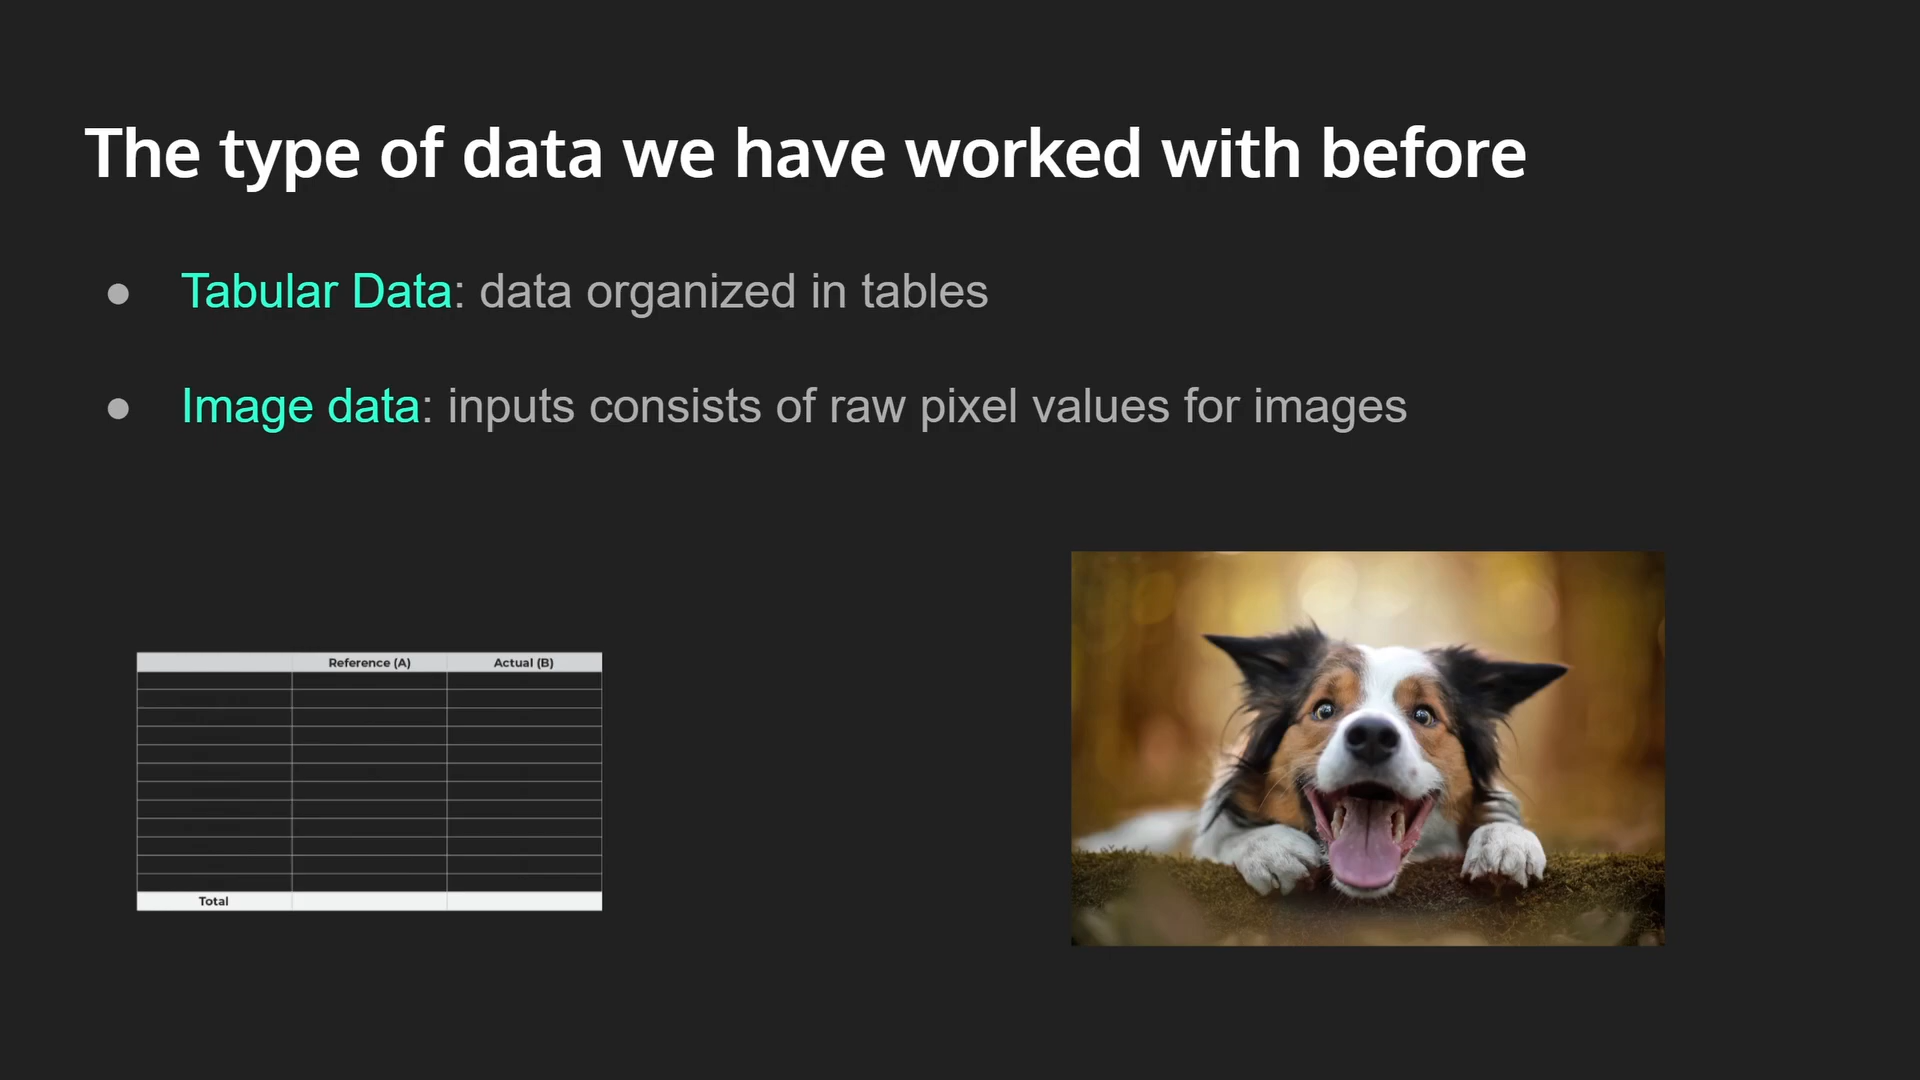 The type of data we have worked with before
● Tabular Data: data organized in tables
● Image data: inputs consists of raw pixel values for images
Reference (A) Actual (B)
Total